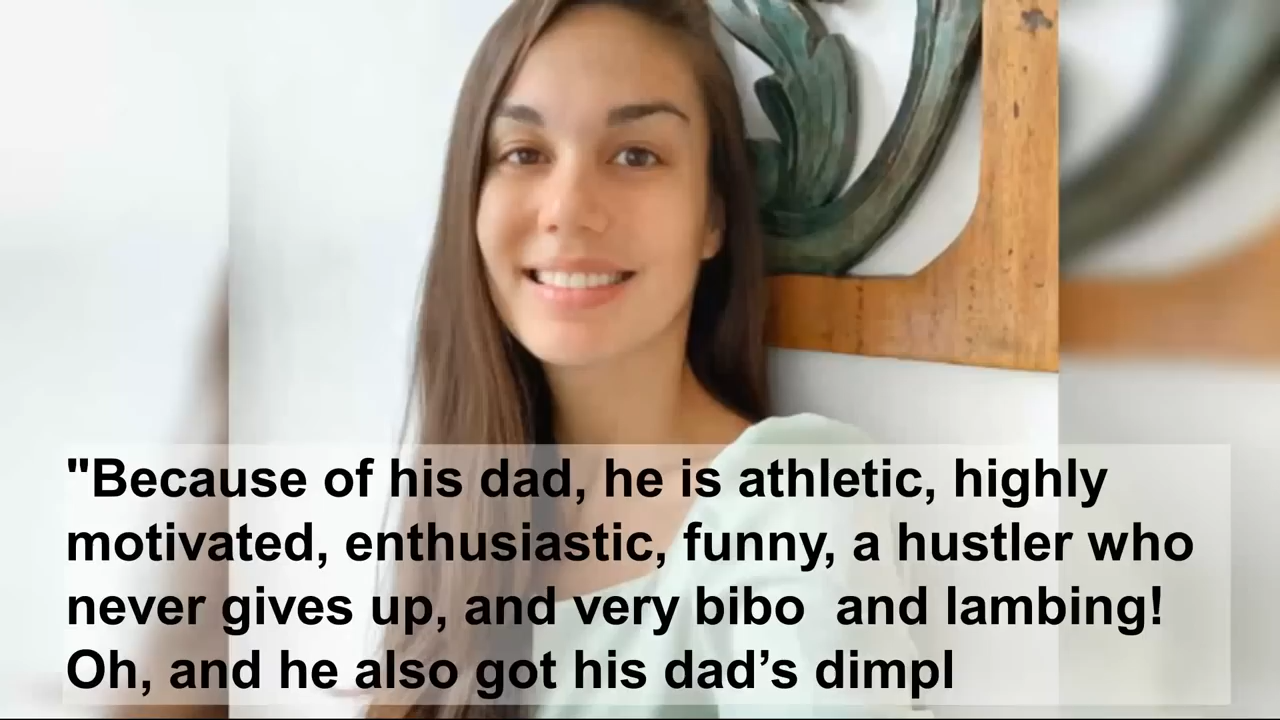 "Because of his dad, he is athletic, highly
motivated, enthusiastic, funny, a hustler who
never gives up, and very bibo  and lambing!
Oh, and he also got his dad’s dimpl